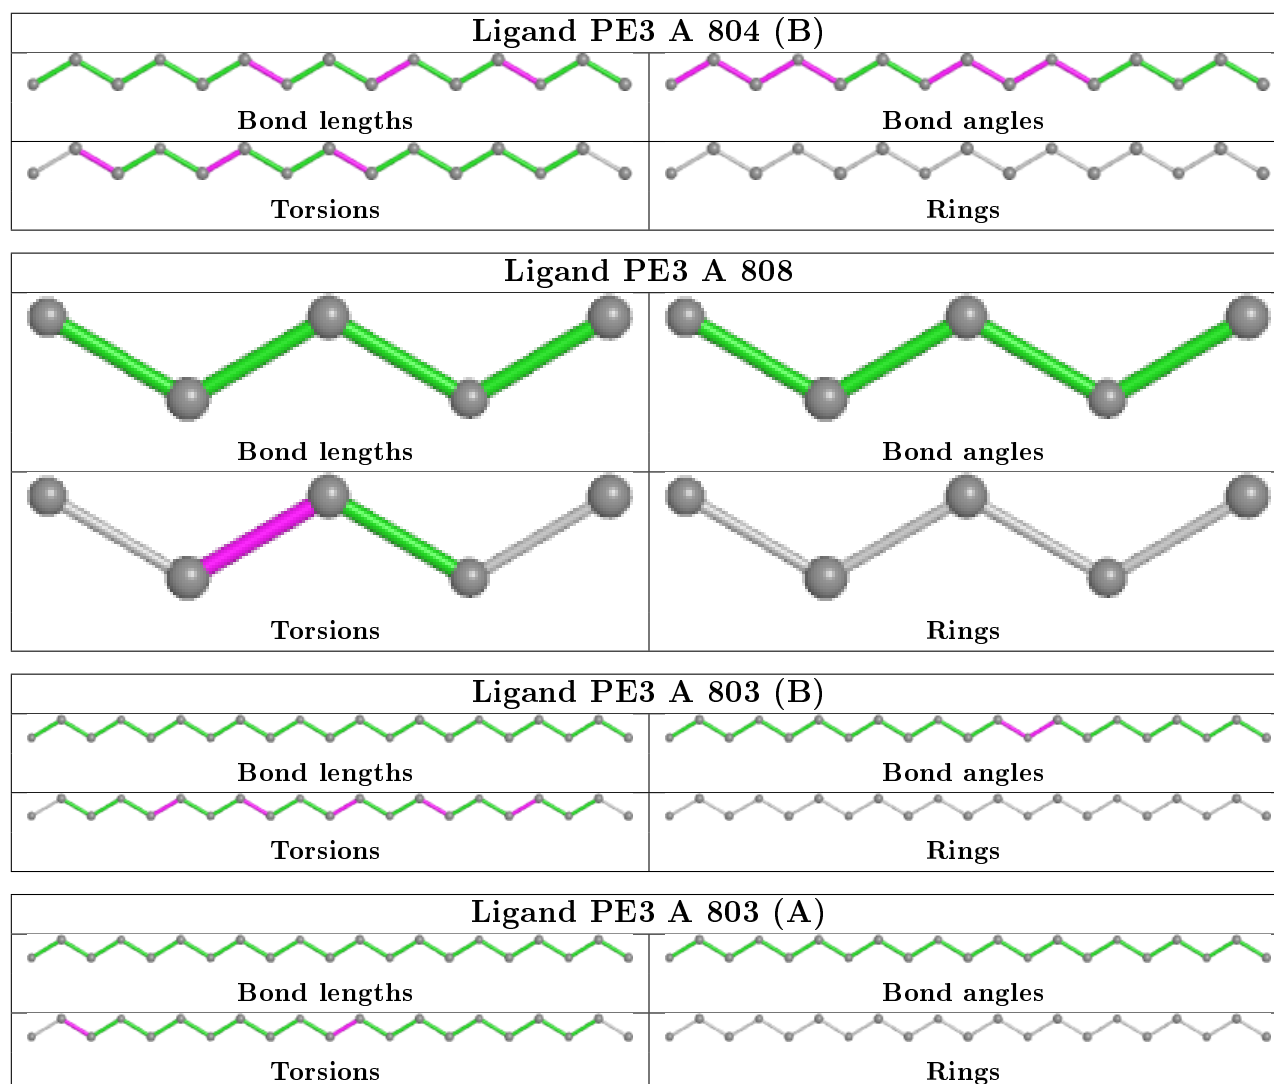 Ligand PE3 A 804 (B)
Bond lengths
Bond angles
Torsions
Rings
Ligand PE3 A 808
Bond lengths
Bond angles
Torsions
Rings
Ligand PE3 A 803 (B)
Bond lengths
Bond angles
Torsions
Rings
Ligand PE3 A 803 (A)
Bond lengths
Bond angles
Torsions
Rings